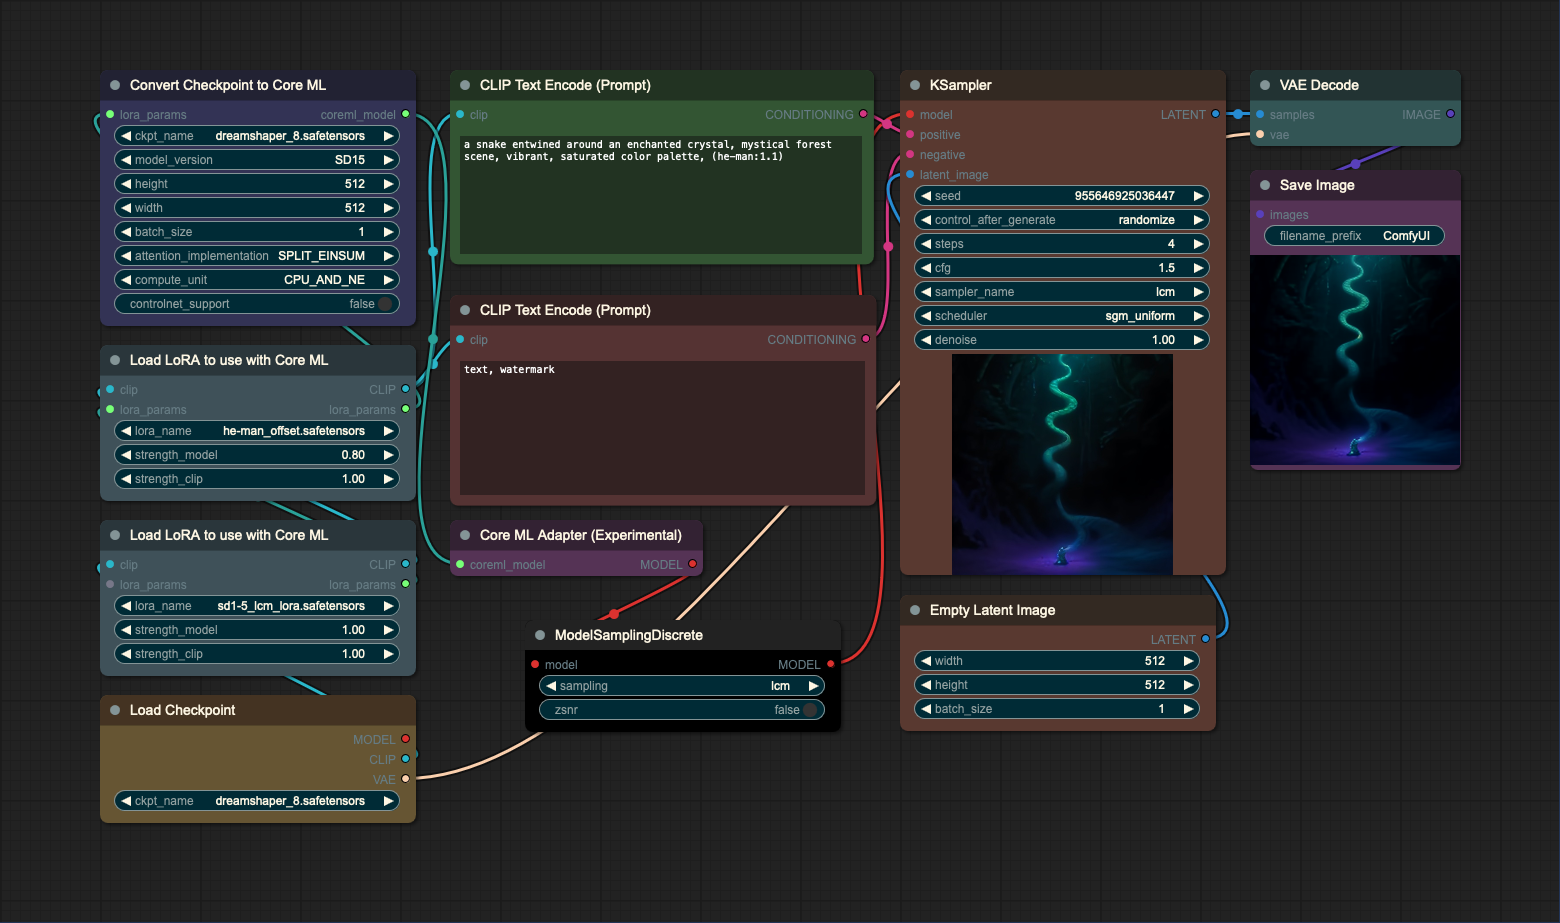 Convert Checkpoint to Core ML
lora_params coreml_model
ckpt_name dreamshaper_8.safetensors
model_version SD15
height 512
width 512
batch_size 1
attention_implementation SPLIT_EINSUM
compute_unit CPU_AND_NE
controlnet_support false
Load LoRA to use with Core ML
clip CLIP
lora_params lora_params
lora_name he-man_offset.safetensors
strength_model 0.80
strength_clip 1.00
Load LoRA to use with Core ML
clip CLIP
lora_params lora_params
lora_name sd1-5_lcm_lora.safetensors
strength_model 1.00
strength_clip 1.00
Load Checkpoint
MODEL
CLIP
VAE
ckpt_name dreamshaper_8.safetensors
CLIP Text Encode (Prompt)
clip CONDITIONING
a snake entwined around an enchanted crystal, mystical forest
scene, vibrant, saturated color palette, (he-man:1.1)
CLIP Text Encode (Prompt)
clip CONDITIONING
text, watermark
Core ML Adapter (Experimental)
coreml_model MODEL
ModelSamplingDiscrete
model MODEL
sampling lcm
zsnr false
KSampler
model LATENT
positive
negative
latent_image
seed 955646925036447
control_after_generate randomize
steps 4
cfg 1.5
sampler_name lcm
scheduler sgm_uniform
denoise 1.00
Empty Latent Image
LATENT
width 512
height 512
batch_size 1
VAE Decode
samples IMAGE
vae
Save Image
images
filename_prefix ComfyUI